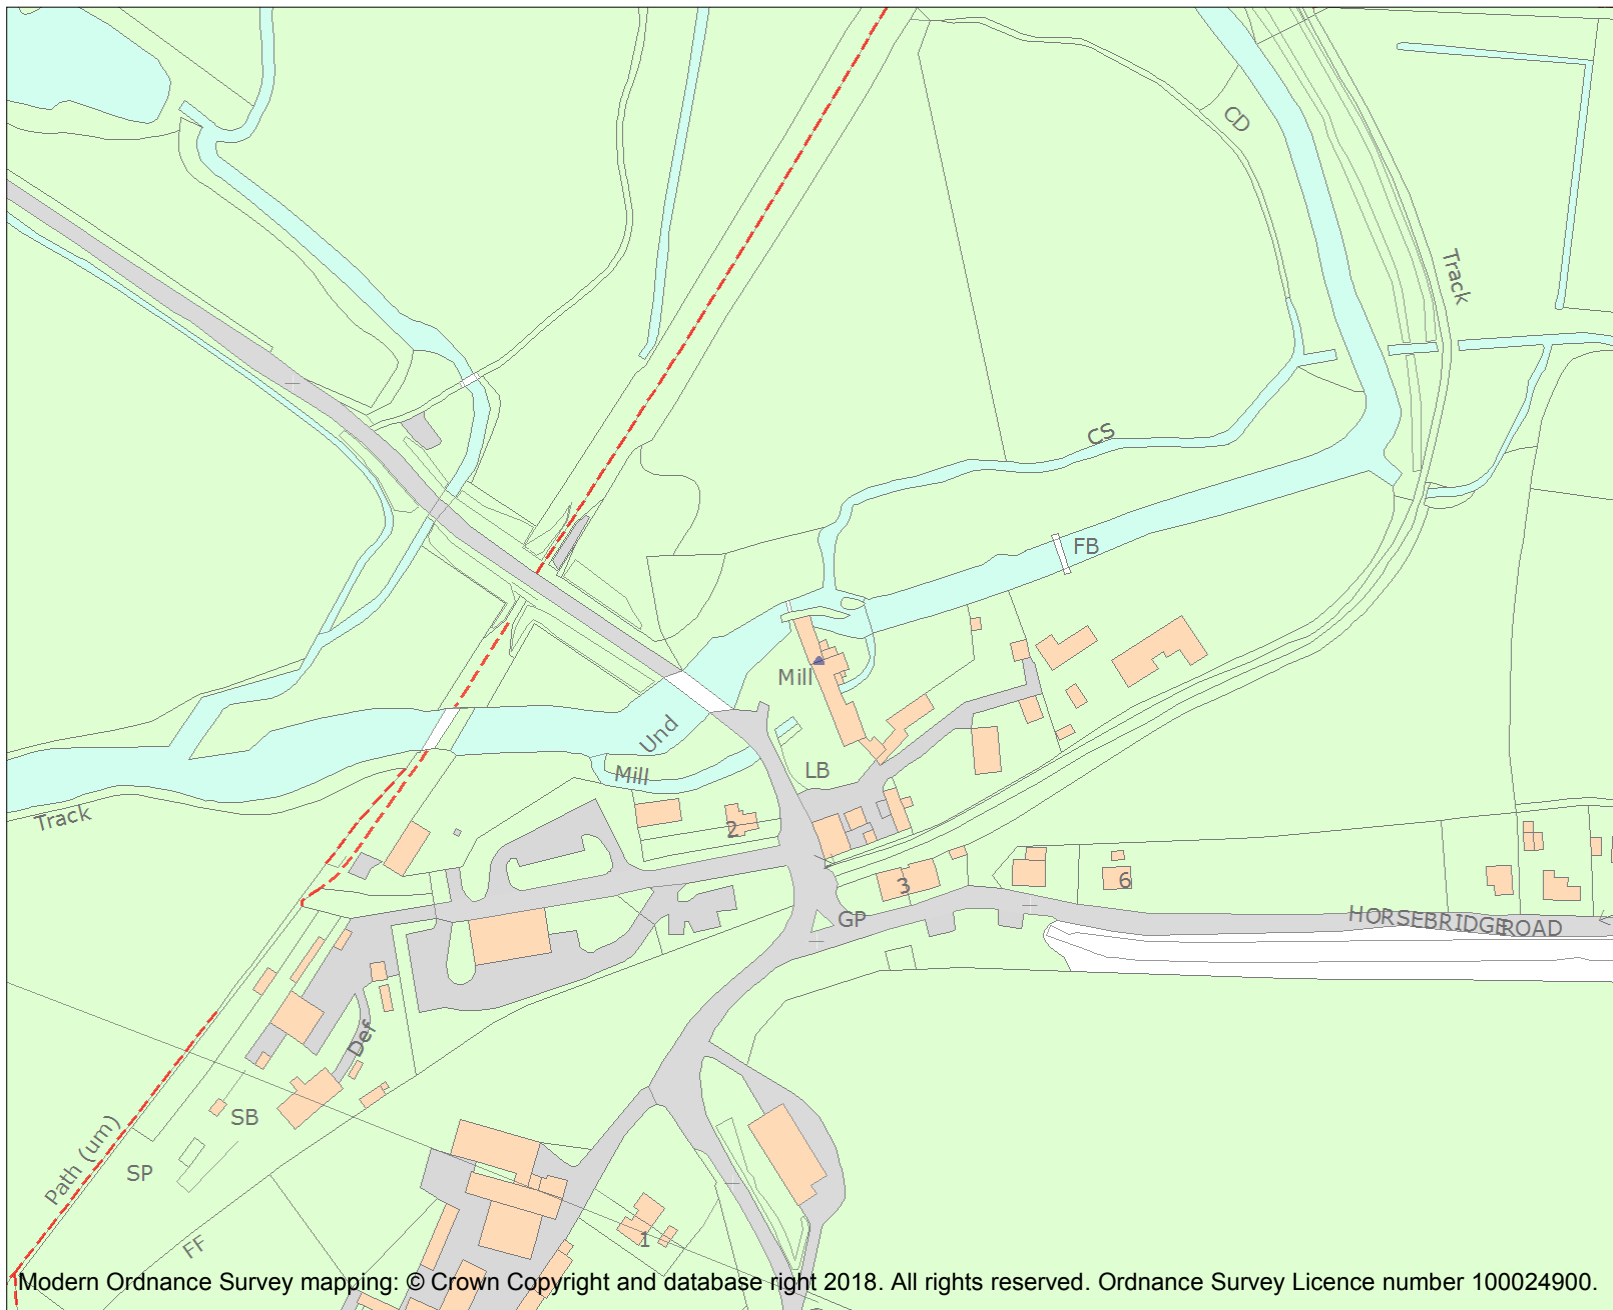 CD
Track
CS
FB
Mill
Und
LB
Mill
Track
2
3
6
GP
HORSEBRIDGE ROAD
Def
SB
Path (um)
SP
FF
1
Modern Ordnance Survey mapping: © Crown Copyright and database right 2018. All rights reserved. Ordnance Survey Licence number 100024900.